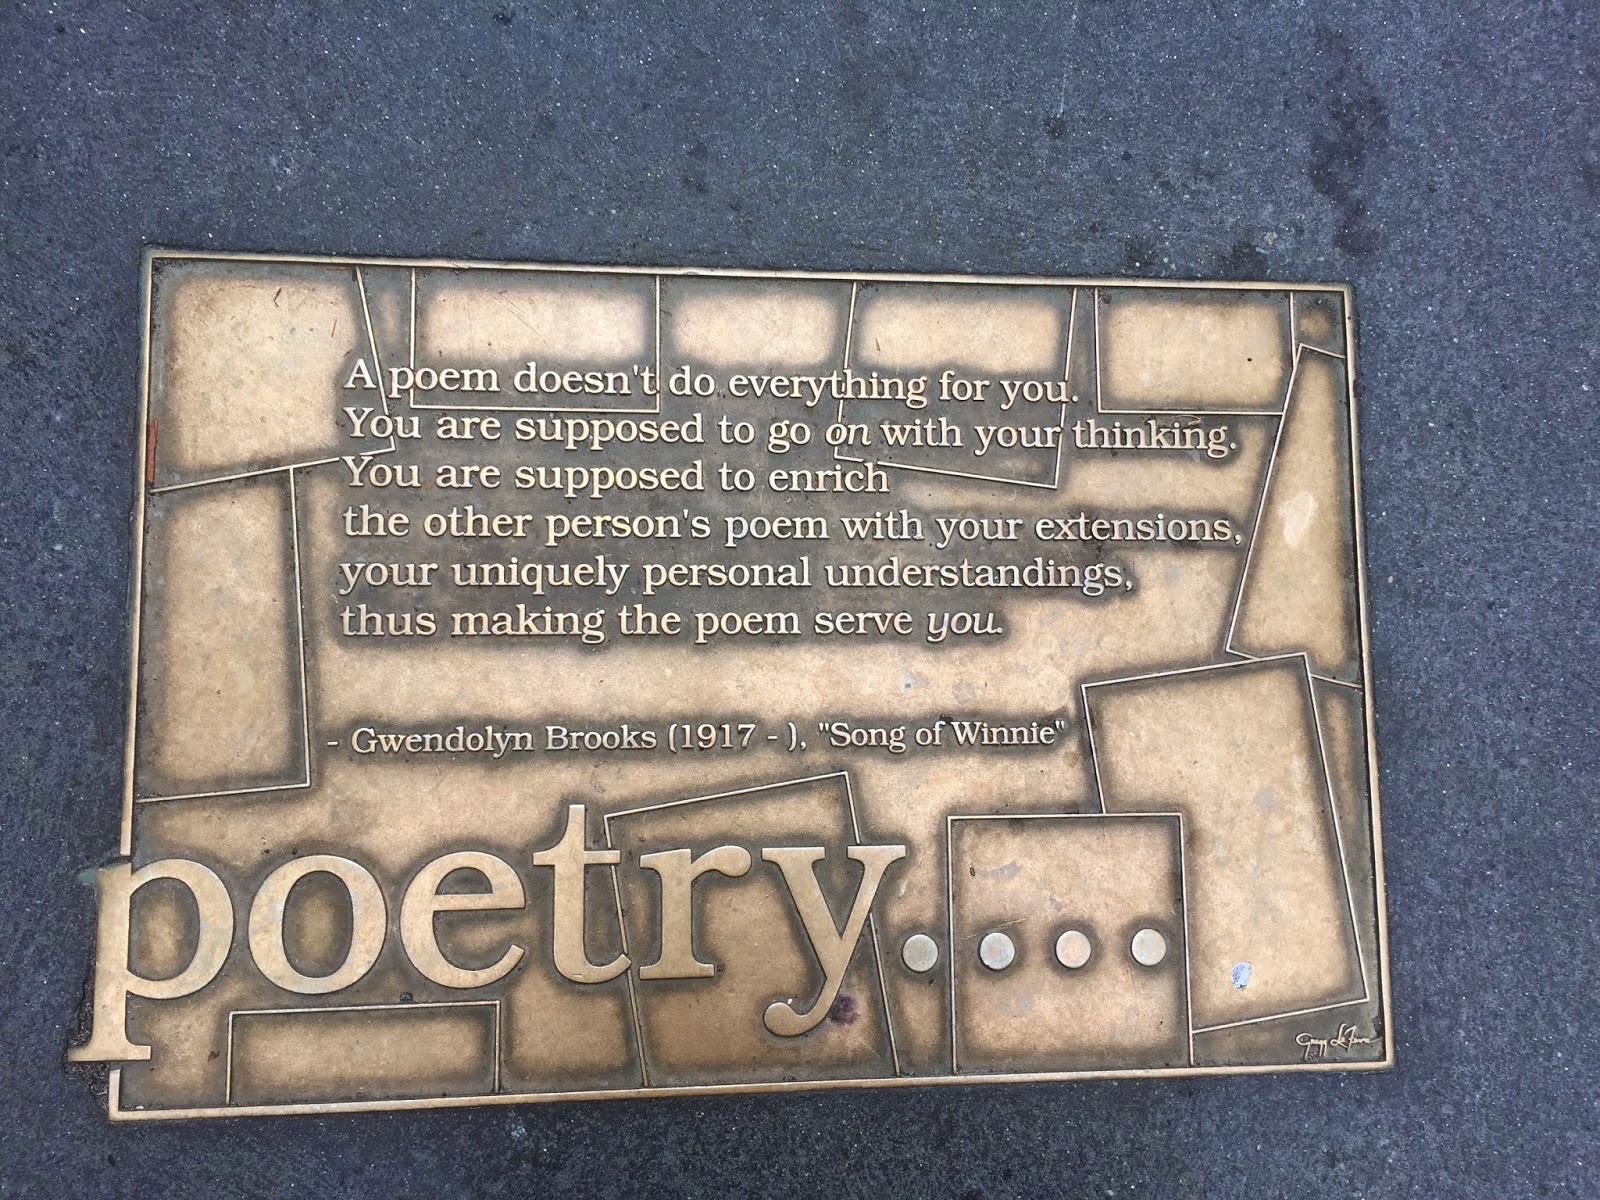 A poem doesn't do everything for you.
You are supposed to go on with your thinking.
You are supposed to enrich
the other person's poem with your extensions,
your uniquely personal understandings,
thus making the poem serve you.
- Gwendolyn Brooks (1917 - ), "Song of Winnie"
poetry....
Gregg LeFevre